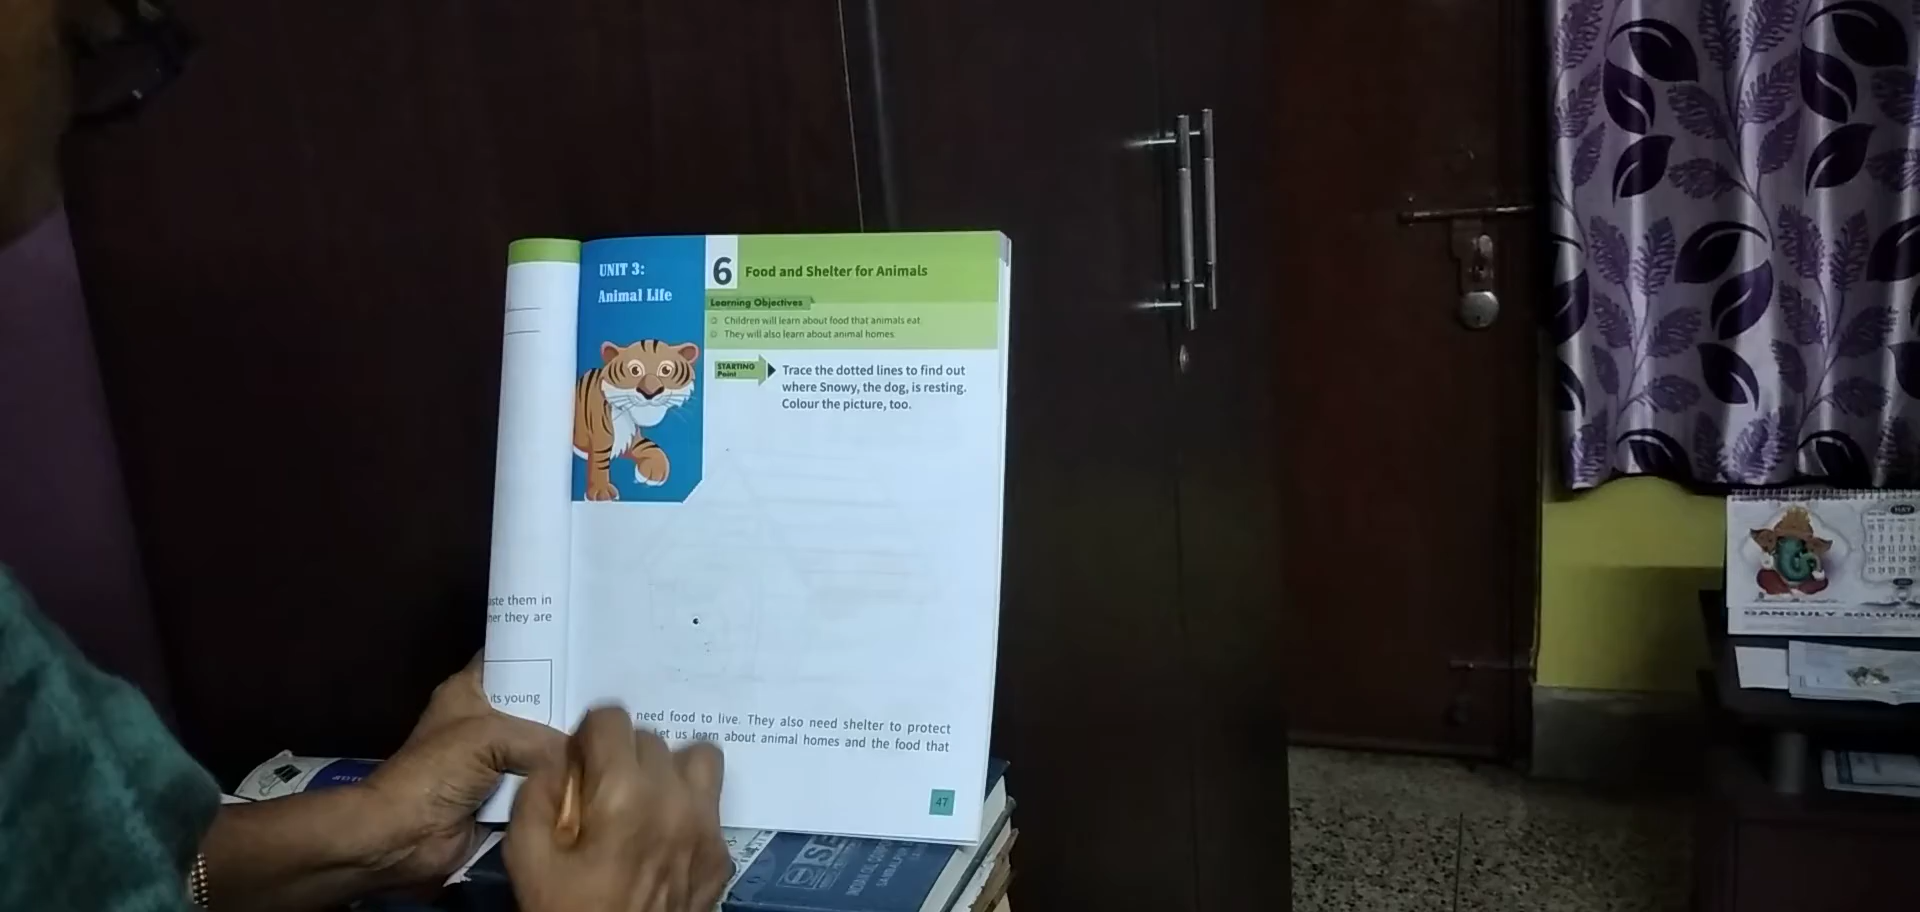 UNIT 3:
Animal Life
6
Food and Shelter for Animals
Learning Objectives
Children will learn about food that animals eat.
They will also learn about animal homes.
STARTING
Point
Trace the dotted lines to find out
where Snowy, the dog, is resting.
Colour the picture, too.
them in
they are
its young
need food to live. They also need shelter to protect
Let us learn about animal homes and the food that
47
MAY
GANGULY